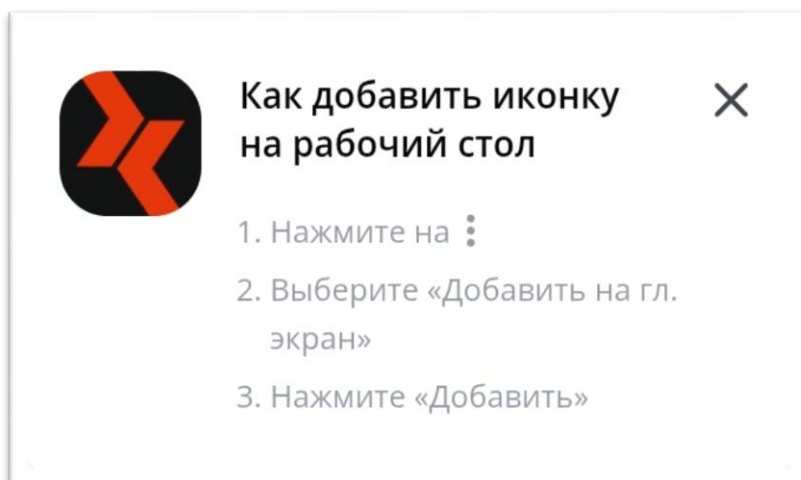 Как добавить иконку
на рабочий стол
1. Нажмите на ⋮
2. Выберите «Добавить на гл.
экран»
3. Нажмите «Добавить»